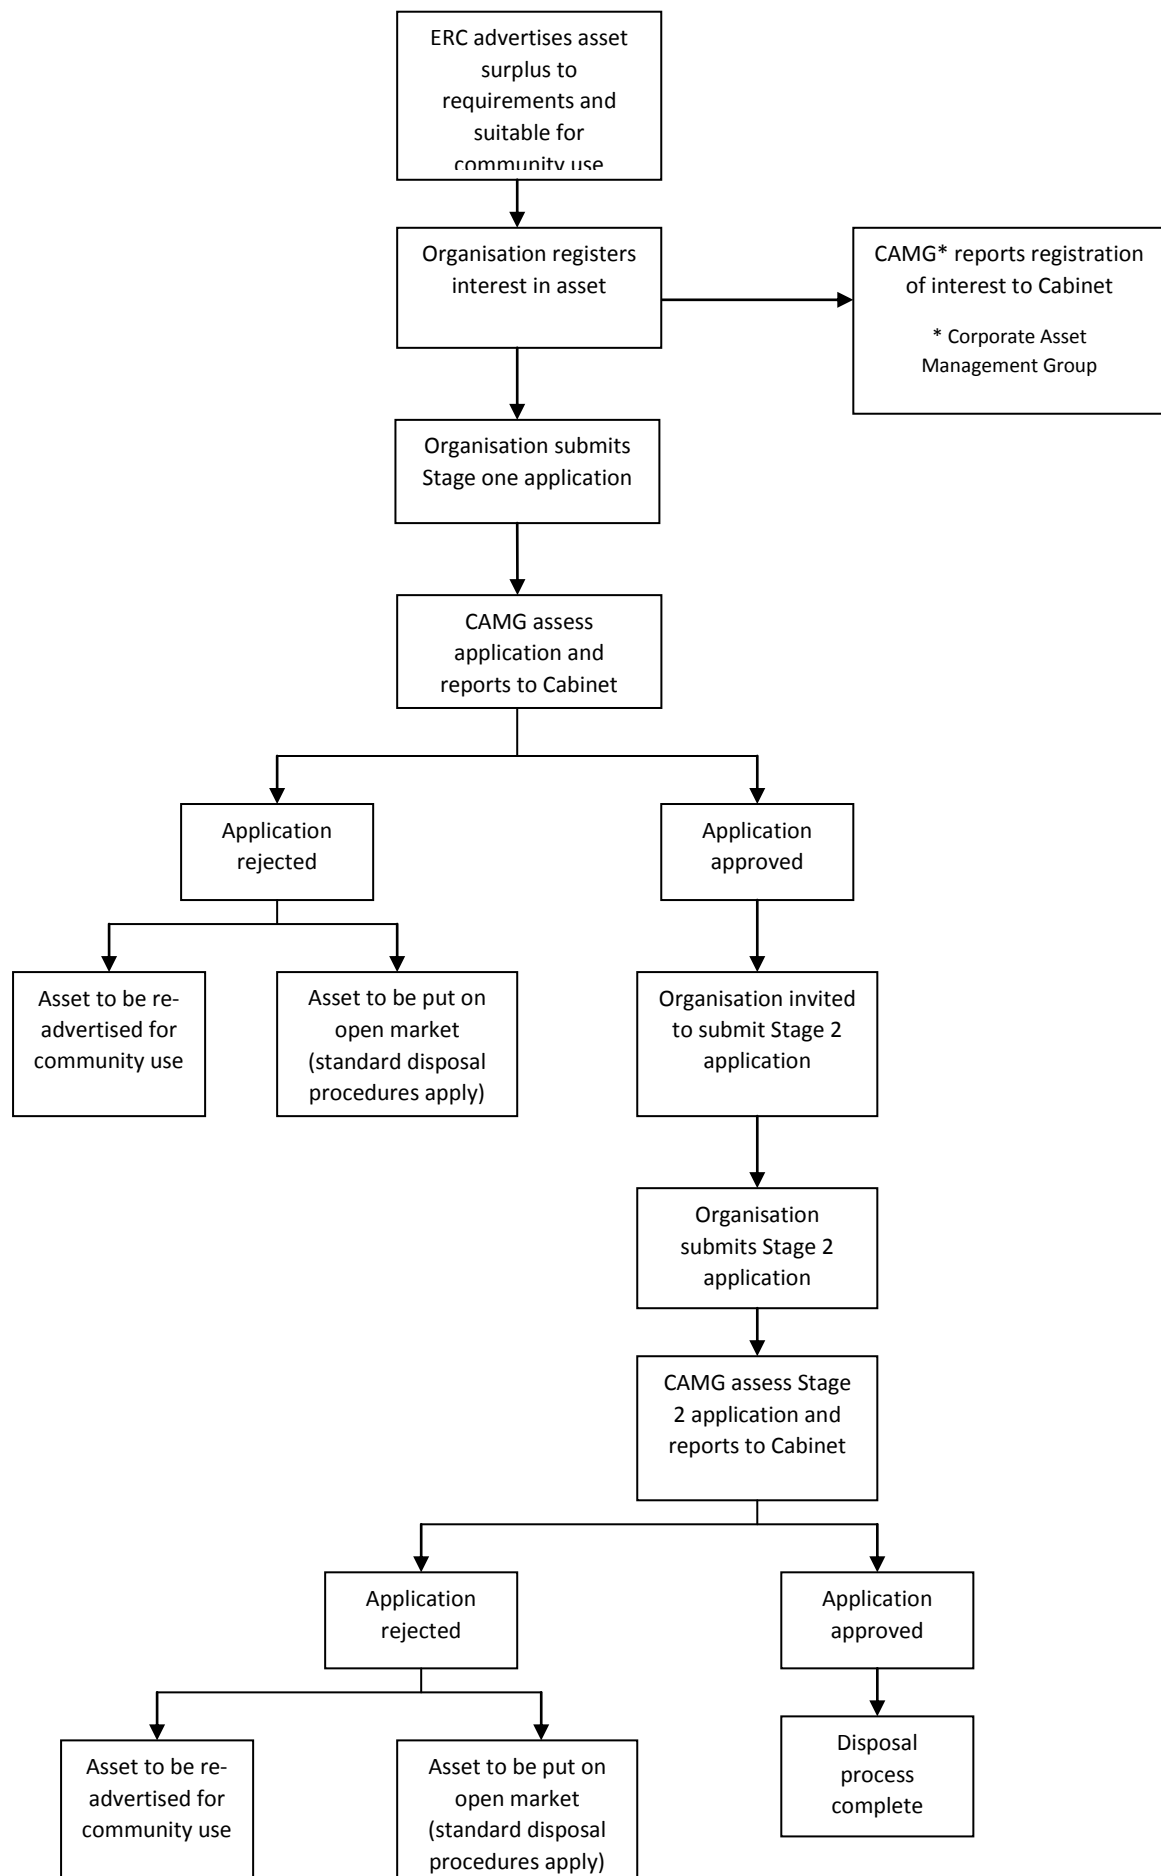 ERC advertises asset
surplus to
requirements and
suitable for
community use
Organisation registers
interest in asset
CAMG* reports registration
of interest to Cabinet
* Corporate Asset
Management Group
Organisation submits
Stage one application
CAMG assess
application and
reports to Cabinet
Application
rejected
Application
approved
Asset to be re-
advertised for
community use
Asset to be put on
open market
(standard disposal
procedures apply)
Organisation invited
to submit Stage 2
application
Organisation
submits Stage 2
application
CAMG assess Stage
2 application and
reports to Cabinet
Application
rejected
Application
approved
Asset to be re-
advertised for
community use
Asset to be put on
open market
(standard disposal
procedures apply)
Disposal
process
complete